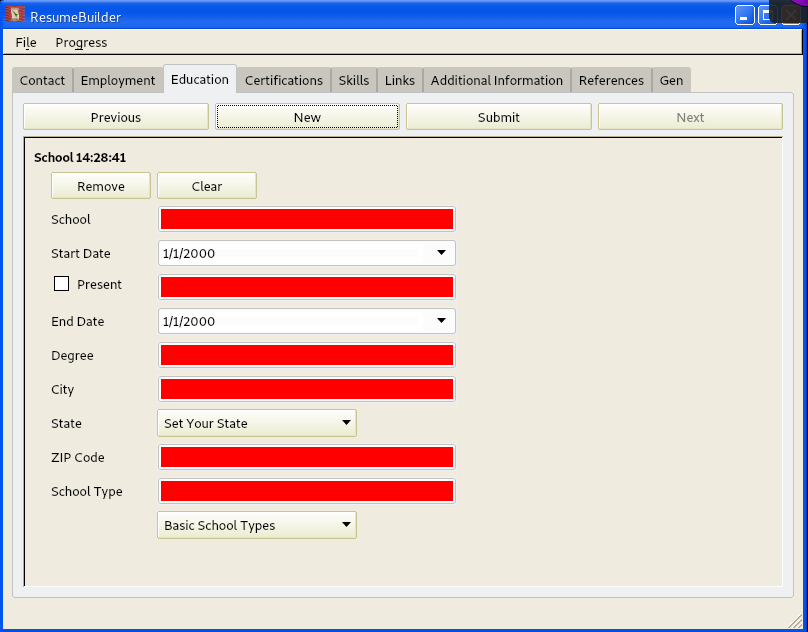 ResumeBuilder
File Progress
Contact Employment Education Certifications Skills Links Additional Information References Gen
Previous New Submit Next
School 14:28:41
Remove Clear
School
Start Date 1/1/2000
Present
End Date 1/1/2000
Degree
City
State Set Your State
ZIP Code
School Type
Basic School Types